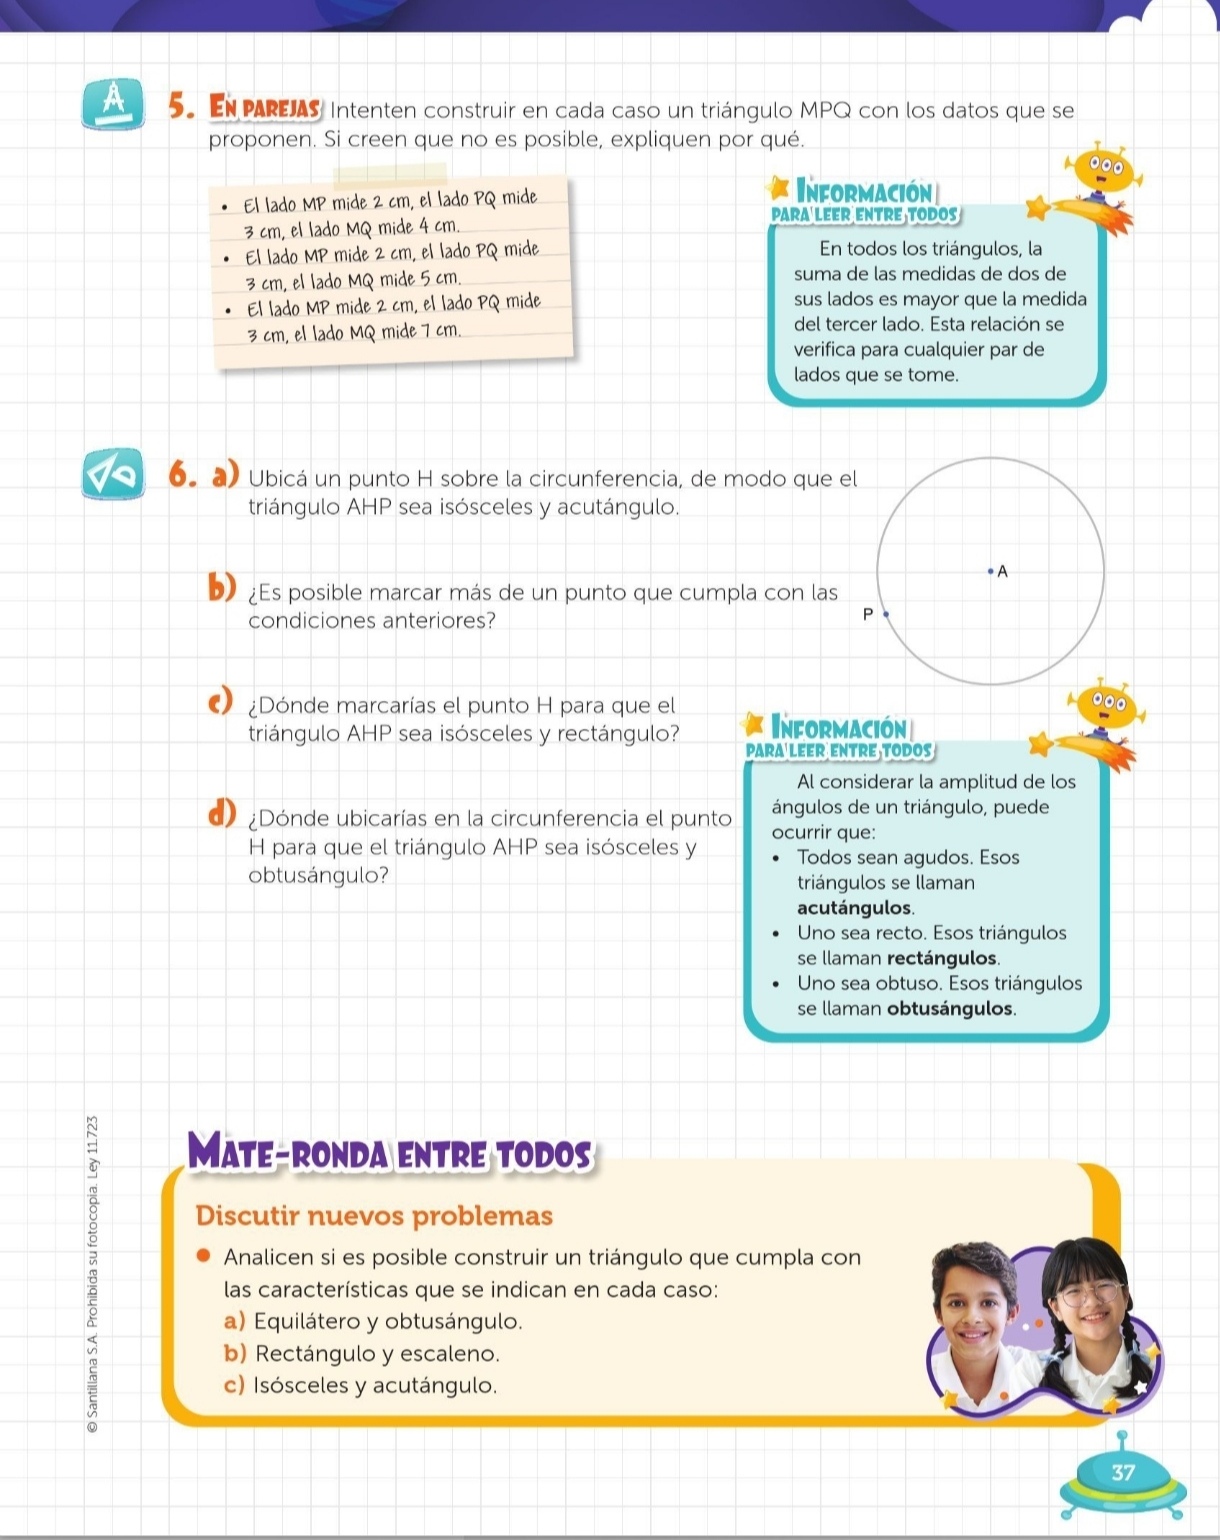 5. EN PAREJAS Intenten construir en cada caso un triángulo MPQ con los datos que se
proponen. Si creen que no es posible, expliquen por qué.
• El lado MP mide 2 cm, el lado PQ mide
3 cm, el lado MQ mide 4 cm.
• El lado MP mide 2 cm, el lado PQ mide
3 cm, el lado MQ mide 5 cm.
• El lado MP mide 2 cm, el lado PQ mide
3 cm, el lado MQ mide 7 cm.
INFORMACIÓN
PARA LEER ENTRE TODOS
En todos los triángulos, la
suma de las medidas de dos de
sus lados es mayor que la medida
del tercer lado. Esta relación se
verifica para cualquier par de
lados que se tome.
6. a) Ubicá un punto H sobre la circunferencia, de modo que el
triángulo AHP sea isósceles y acutángulo.
b) ¿Es posible marcar más de un punto que cumpla con las
condiciones anteriores?
c) ¿Dónde marcarías el punto H para que el
triángulo AHP sea isósceles y rectángulo?
d) ¿Dónde ubicarías en la circunferencia el punto
H para que el triángulo AHP sea isósceles y
obtusángulo?
A
P
INFORMACIÓN
PARA LEER ENTRE TODOS
Al considerar la amplitud de los
ángulos de un triángulo, puede
ocurrir que:
• Todos sean agudos. Esos
triángulos se llaman
acutángulos.
• Uno sea recto. Esos triángulos
se llaman rectángulos.
• Uno sea obtuso. Esos triángulos
se llaman obtusángulos.
MATE-RONDA ENTRE TODOS
Discutir nuevos problemas
• Analicen si es posible construir un triángulo que cumpla con
las características que se indican en cada caso:
a) Equilátero y obtusángulo.
b) Rectángulo y escaleno.
c) Isósceles y acutángulo.
© Santillana S.A. Prohibida su fotocopia. Ley 11.723
37